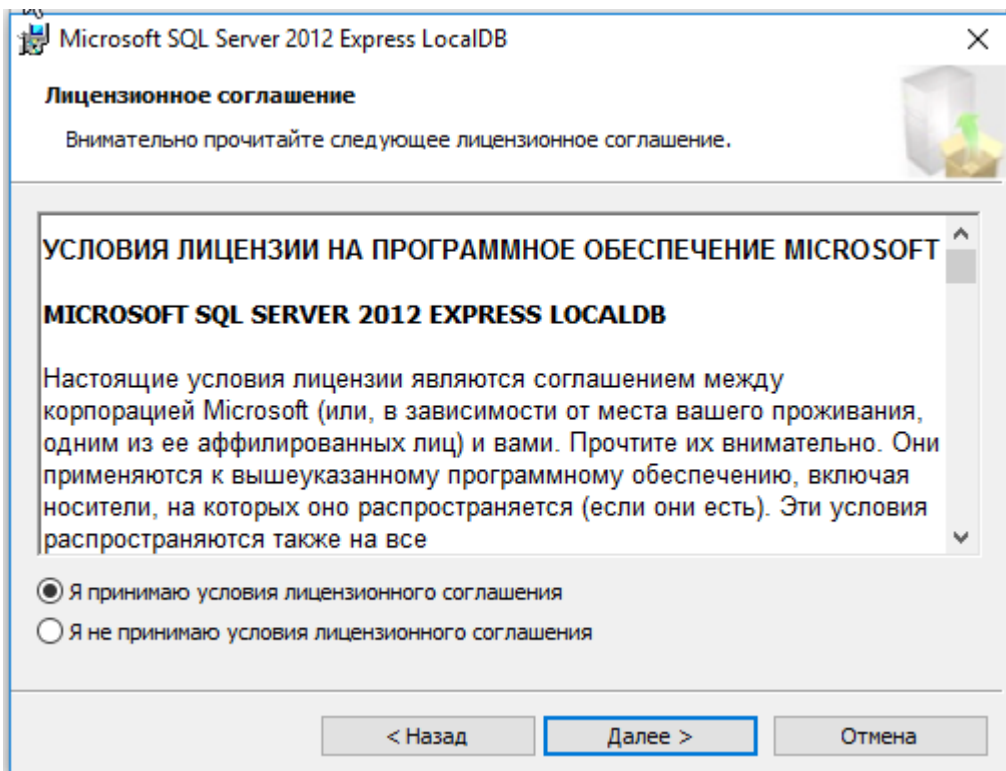 Microsoft SQL Server 2012 Express LocalDB
Лицензионное соглашение
Внимательно прочитайте следующее лицензионное соглашение.
УСЛОВИЯ ЛИЦЕНЗИИ НА ПРОГРАММНОЕ ОБЕСПЕЧЕНИЕ MICROSOFT
MICROSOFT SQL SERVER 2012 EXPRESS LOCALDB
Настоящие условия лицензии являются соглашением между
корпорацией Microsoft (или, в зависимости от места вашего проживания,
одним из ее аффилированных лиц) и вами. Прочтите их внимательно. Они
применяются к вышеуказанному программному обеспечению, включая
носители, на которых оно распространяется (если они есть). Эти условия
распространяются также на все
Я принимаю условия лицензионного соглашения
Я не принимаю условия лицензионного соглашения
< Назад
Далее >
Отмена